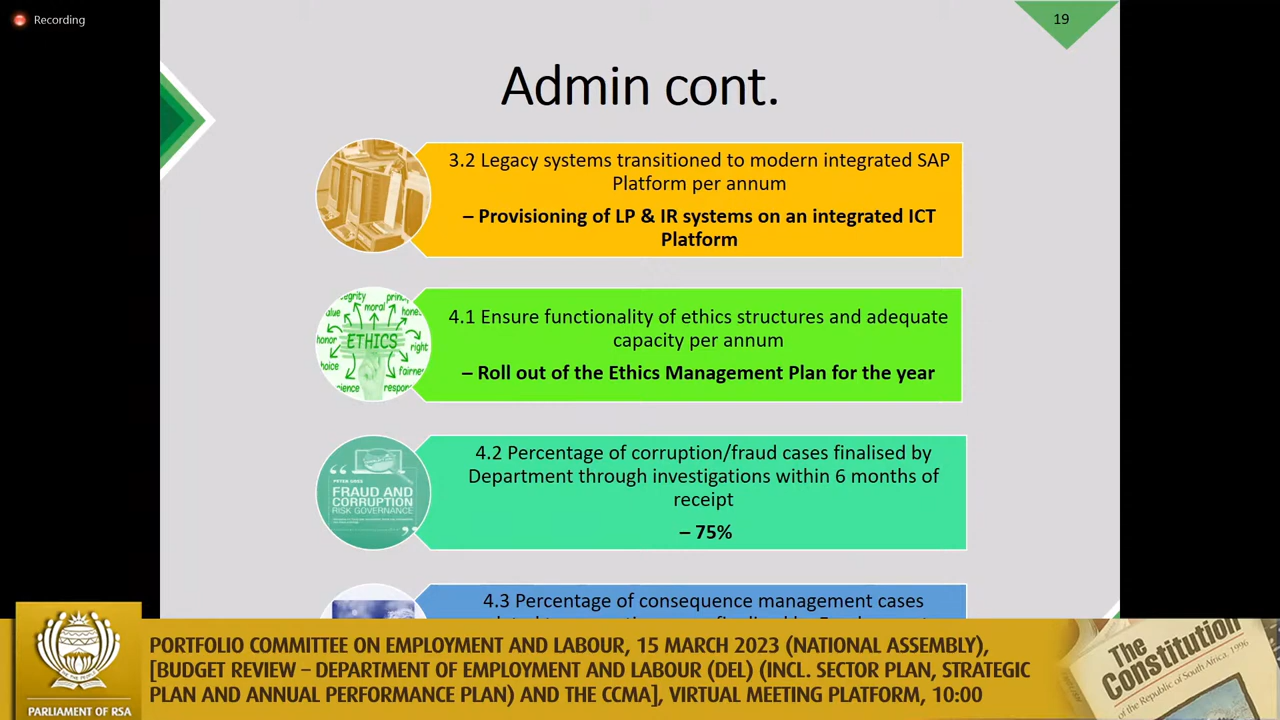 Recording
19
Admin cont.
3.2 Legacy systems transitioned to modern integrated SAP
Platform per annum
– Provisioning of LP & IR systems on an integrated ICT
Platform
ETHICS
moral
honor
right
4.1 Ensure functionality of ethics structures and adequate
capacity per annum
– Roll out of the Ethics Management Plan for the year
FRAUD AND
CORRUPTION
RISK GOVERNANCE
4.2 Percentage of corruption/fraud cases finalised by
Department through investigations within 6 months of
receipt
– 75%
4.3 Percentage of consequence management cases
PARLIAMENT OF RSA
PORTFOLIO COMMITTEE ON EMPLOYMENT AND LABOUR, 15 MARCH 2023 (NATIONAL ASSEMBLY),
[BUDGET REVIEW – DEPARTMENT OF EMPLOYMENT AND LABOUR (DEL) (INCL. SECTOR PLAN, STRATEGIC
PLAN AND ANNUAL PERFORMANCE PLAN) AND THE CCMA], VIRTUAL MEETING PLATFORM, 10:00
The
Constitution
of the Republic of South Africa, 1996